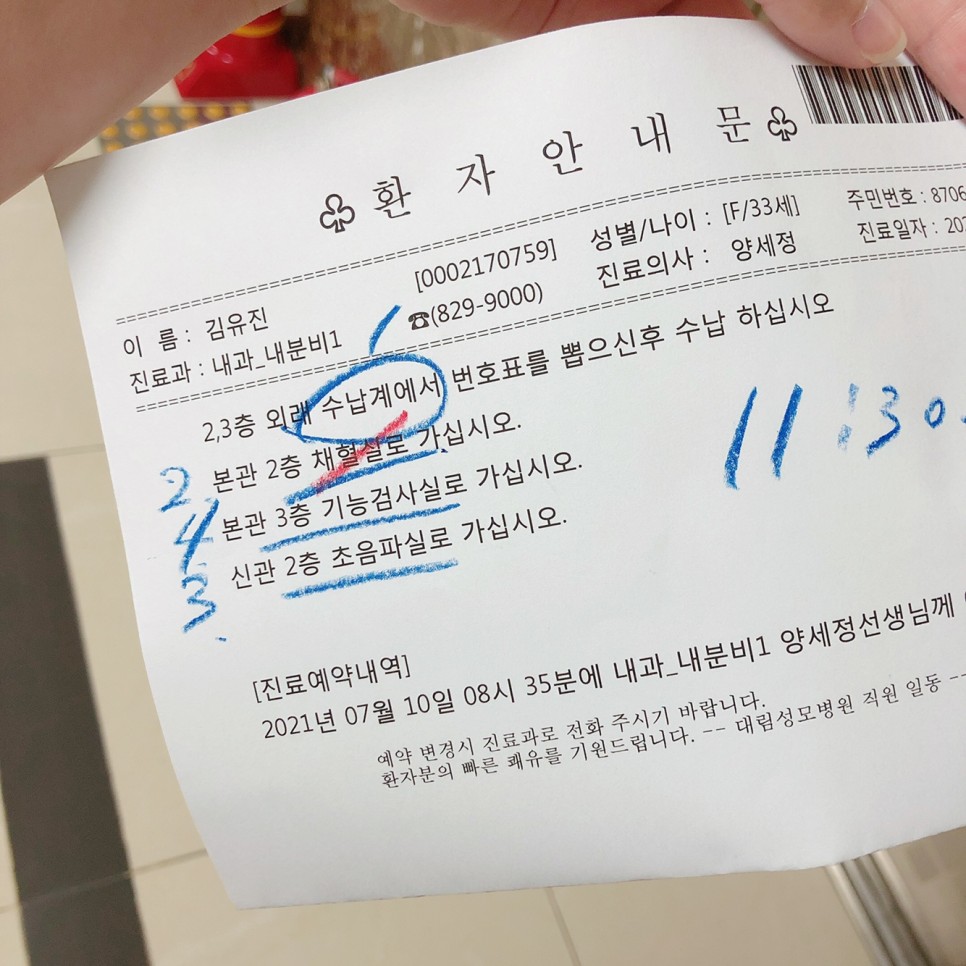 ♧ 환 자 안 내 문 ♧
이 름 : 김유진 [0002170759] 성별/나이 : [F/33세] 주민번호 : 8706
진료과 : 내과_내분비1 ☎(829-9000) 진료의사 : 양세정 진료일자 : 202
2,3층 외래 수납계에서 번호표를 뽑으신후 수납 하십시오
2. 본관 2층 채혈실로 가십시오.
4 본관 3층 기능검사실로 가십시오.
3. 신관 2층 초음파실로 가십시오.
11:30
[진료예약내역]
2021년 07월 10일 08시 35분에 내과_내분비1 양세정선생님께
예약 변경시 진료과로 전화 주시기 바랍니다.
환자분의 빠른 쾌유를 기원드립니다. -- 대림성모병원 직원 일동 --